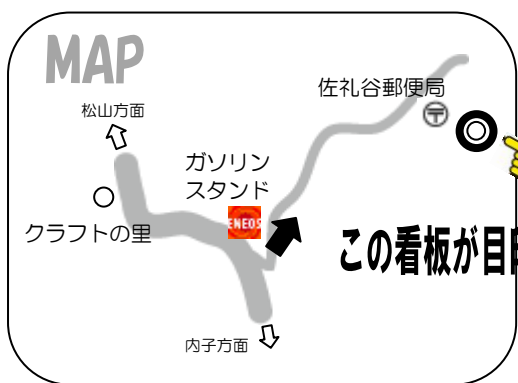 MAP
松山方面
佐礼谷郵便局
ガソリン
スタンド
ENEOS
クラフトの里
この看板が目
内子方面